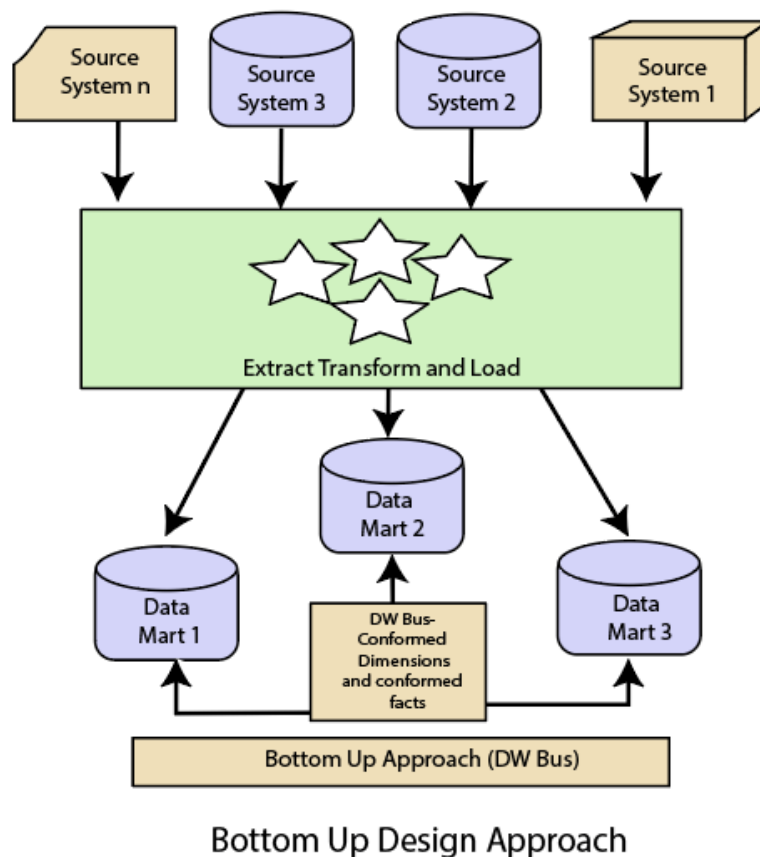 Source
System n
Source
System 3
Source
System 2
Source
System 1
Extract Transform and Load
Data
Mart 2
Data
Mart 1
DW Bus-
Conformed
Dimensions
and conformed
facts
Data
Mart 3
Bottom Up Approach (DW Bus)
Bottom Up Design Approach